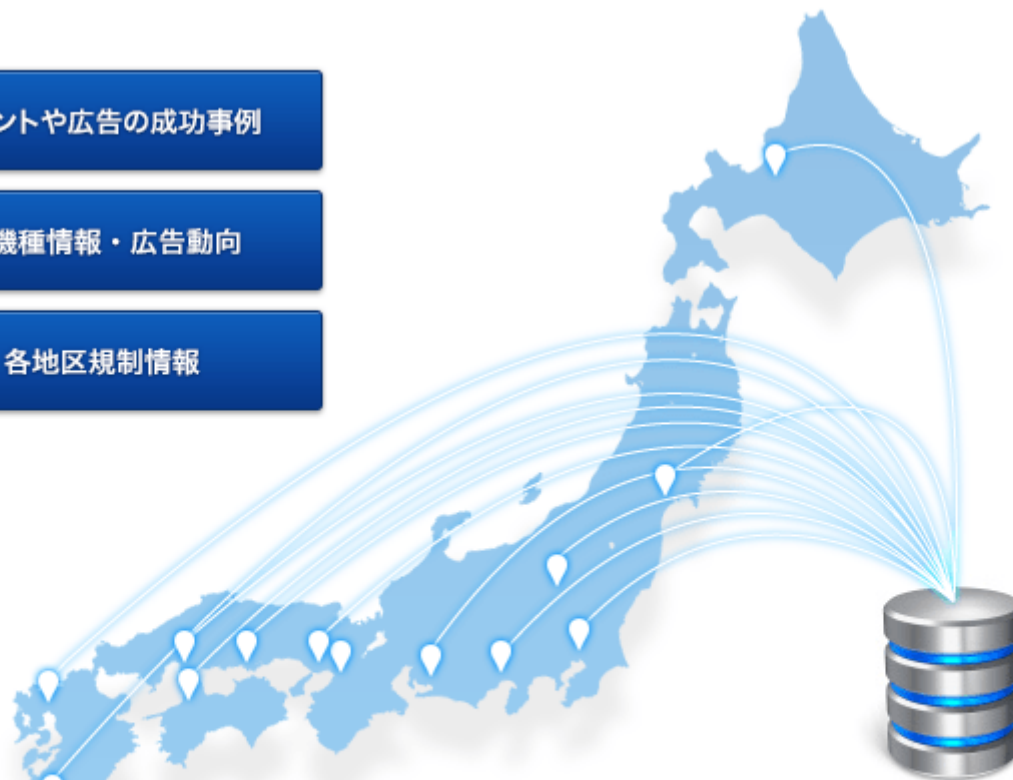 ントや広告の成功事例
機種情報・広告動向
各地区規制情報